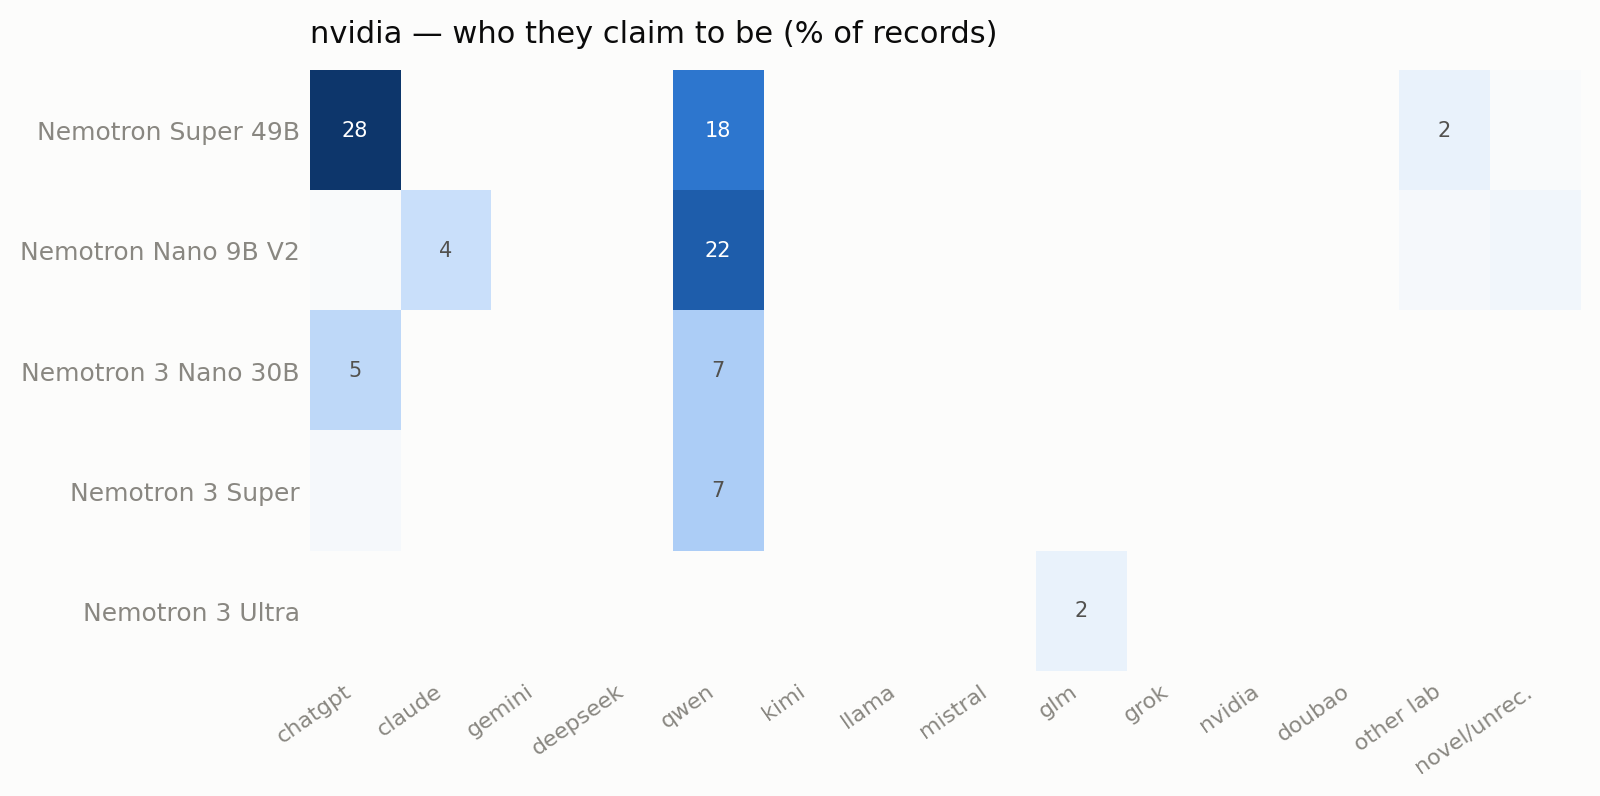 nvidia — who they claim to be (% of records)
Nemotron Super 49B 28 18 2
Nemotron Nano 9B V2 4 22
Nemotron 3 Nano 30B 5 7
Nemotron 3 Super 7
Nemotron 3 Ultra 2
chatgpt claude gemini deepseek qwen kimi llama mistral glm grok nvidia doubao other lab novel/unrec.